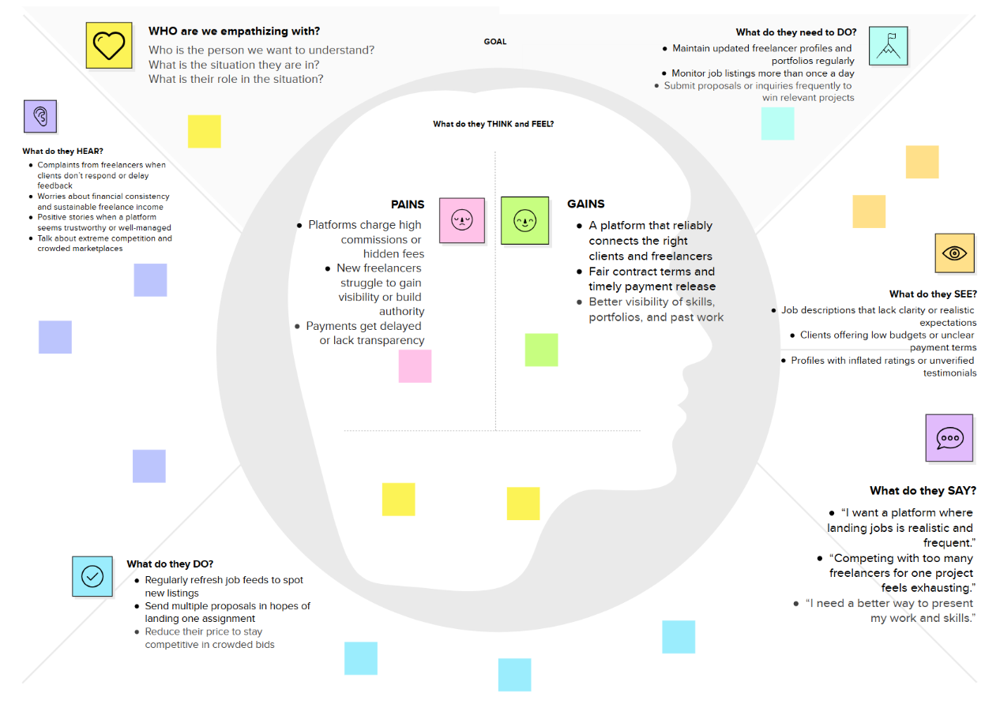 WHO are we empathizing with?
Who is the person we want to understand?
What is the situation they are in?
What is their role in the situation?
GOAL
What do they need to DO?
● Maintain updated freelancer profiles and
portfolios regularly
● Monitor job listings more than once a day
● Submit proposals or inquiries frequently to
win relevant projects
What do they HEAR?
● Complaints from freelancers when
clients don't respond or delay
feedback
● Worries about financial consistency
and sustainable freelance income
● Positive stories when a platform
seems trustworthy or well-managed
● Talk about extreme competition and
crowded marketplaces
What do they THINK and FEEL?
PAINS
● Platforms charge high
commissions or
hidden fees
● New freelancers
struggle to gain
visibility or build
authority
● Payments get delayed
or lack transparency
GAINS
● A platform that reliably
connects the right
clients and freelancers
● Fair contract terms and
timely payment release
● Better visibility of skills,
portfolios, and past work
What do they SEE?
● Job descriptions that lack clarity or realistic
expectations
● Clients offering low budgets or unclear
payment terms
● Profiles with inflated ratings or unverified
testimonials
What do they SAY?
● “I want a platform where
landing jobs is realistic and
frequent.”
● “Competing with too many
freelancers for one project
feels exhausting.”
● “I need a better way to present
my work and skills.”
What do they DO?
● Regularly refresh job feeds to spot
new listings
● Send multiple proposals in hopes of
landing one assignment
● Reduce their price to stay
competitive in crowded bids